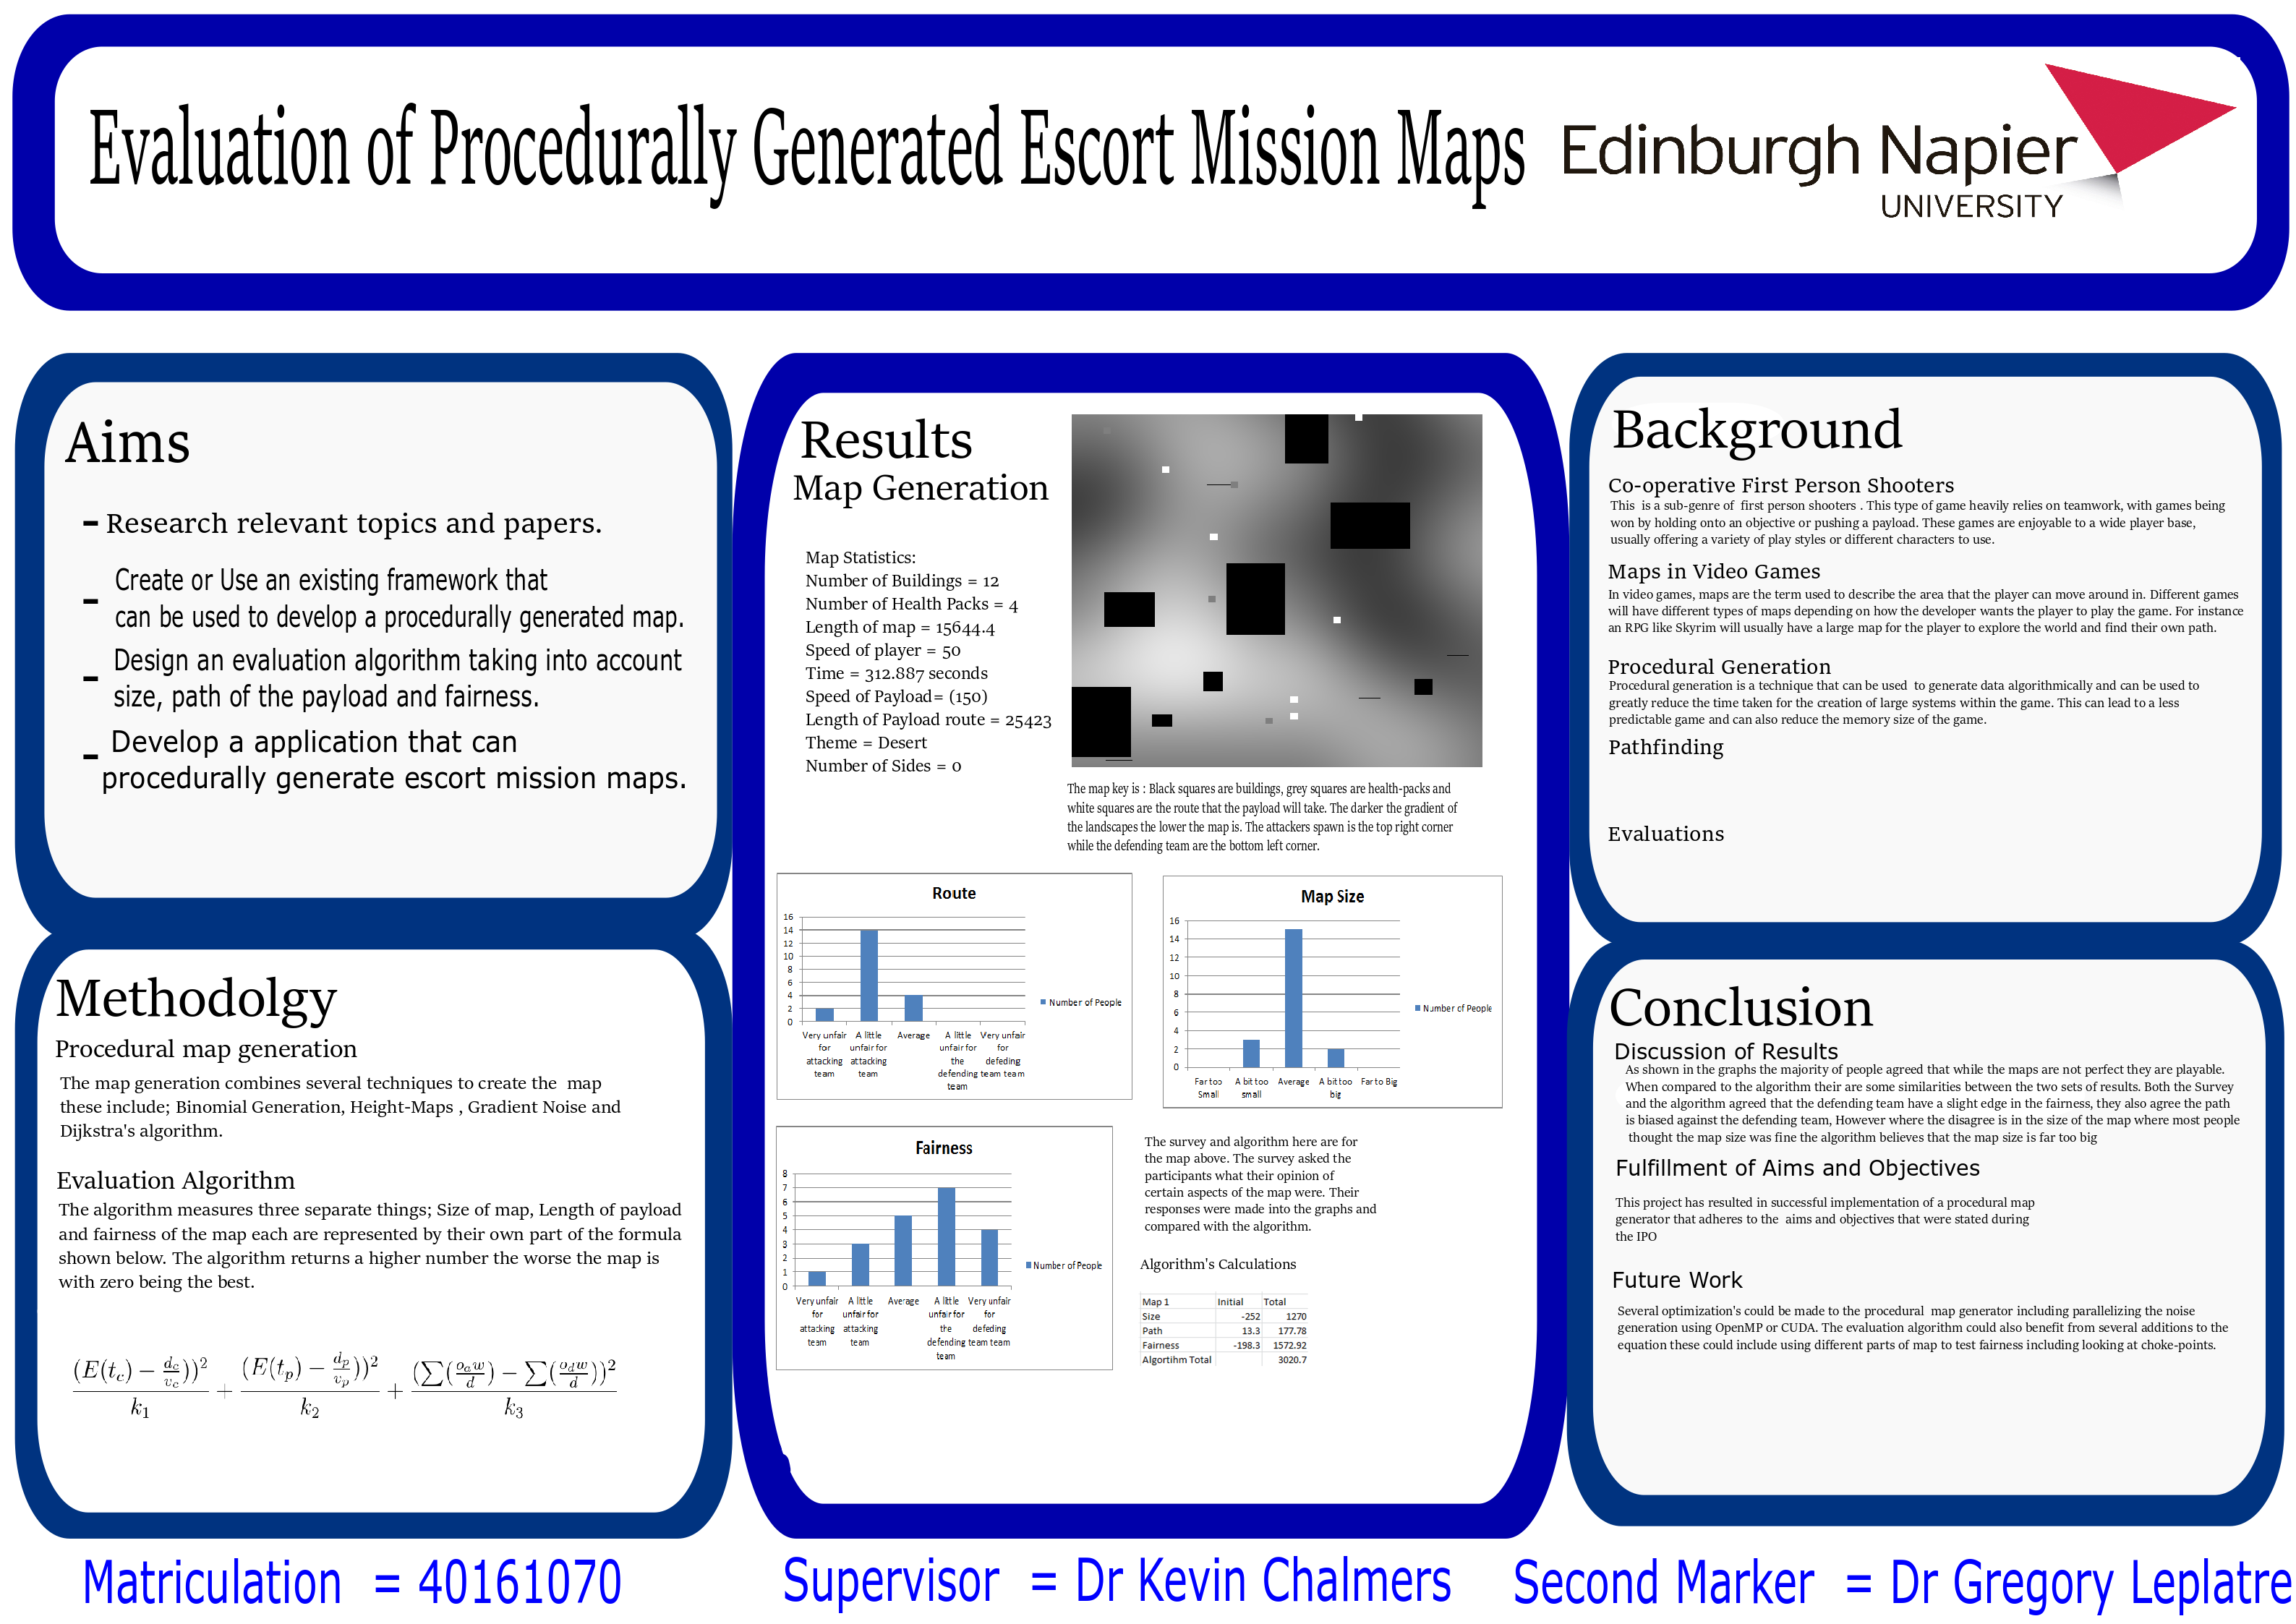 Evaluation of Procedurally Generated Escort Mission Maps
Edinburgh Napier
UNIVERSITY
Aims
- Research relevant topics and papers.
- Create or Use an existing framework that
can be used to develop a procedurally generated map.
- Design an evaluation algorithm taking into account
size, path of the payload and fairness.
- Develop a application that can
procedurally generate escort mission maps.
Methodolgy
Procedural map generation
The map generation combines several techniques to create the map
these include; Binomial Generation, Height-Maps , Gradient Noise and
Dijkstra's algorithm.
Evaluation Algorithm
The algorithm measures three separate things; Size of map, Length of payload
and fairness of the map each are represented by their own part of the formula
shown below. The algorithm returns a higher number the worse the map is
with zero being the best.
(E(t_c) − d_c/v_c))² / k_1 + (E(t_p) − d_p/v_p))² / k_2 + (∑(o_a w/d) − ∑(o_d w/d))² / k_3
Results
Map Generation
Map Statistics:
Number of Buildings = 12
Number of Health Packs = 4
Length of map = 15644.4
Speed of player = 50
Time = 312.887 seconds
Speed of Payload= (150)
Length of Payload route = 25423
Theme = Desert
Number of Sides = 0
The map key is : Black squares are buildings, grey squares are health-packs and
white squares are the route that the payload will take. The darker the gradient of
the landscapes the lower the map is. The attackers spawn is the top right corner
while the defending team are the bottom left corner.
Route
16
14
12
10
8
6
4
2
0
Very unfair for attacking team
A little unfair for attacking team
Average
A little unfair for the defending team
Very unfair for defeding team team
Number of People
Map Size
16
14
12
10
8
6
4
2
0
Far too Small
A bit too small
Average
A bit too big
Far to Big
Number of People
Fairness
8
7
6
5
4
3
2
1
0
Very unfair for attacking team
A little unfair for attacking team
Average
A little unfair for the defending team
Very unfair for defeding team team
Number of People
The survey and algorithm here are for
the map above. The survey asked the
participants what their opinion of
certain aspects of the map were. Their
responses were made into the graphs and
compared with the algorithm.
Algorithm's Calculations
Map 1 Initial Total
Size -252 1270
Path 13.3 177.78
Fairness -198.3 1572.92
Algortihm Total 3020.7
Background
Co-operative First Person Shooters
This is a sub-genre of first person shooters . This type of game heavily relies on teamwork, with games being
won by holding onto an objective or pushing a payload. These games are enjoyable to a wide player base,
usually offering a variety of play styles or different characters to use.
Maps in Video Games
In video games, maps are the term used to describe the area that the player can move around in. Different games
will have different types of maps depending on how the developer wants the player to play the game. For instance
an RPG like Skyrim will usually have a large map for the player to explore the world and find their own path.
Procedural Generation
Procedural generation is a technique that can be used to generate data algorithmically and can be used to
greatly reduce the time taken for the creation of large systems within the game. This can lead to a less
predictable game and can also reduce the memory size of the game.
Pathfinding
Evaluations
Conclusion
Discussion of Results
As shown in the graphs the majority of people agreed that while the maps are not perfect they are playable.
When compared to the algorithm their are some similarities between the two sets of results. Both the Survey
and the algorithm agreed that the defending team have a slight edge in the fairness, they also agree the path
is biased against the defending team, However where the disagree is in the size of the map where most people
thought the map size was fine the algorithm believes that the map size is far too big
Fulfillment of Aims and Objectives
This project has resulted in successful implementation of a procedural map
generator that adheres to the aims and objectives that were stated during
the IPO
Future Work
Several optimization's could be made to the procedural map generator including parallelizing the noise
generation using OpenMP or CUDA. The evaluation algorithm could also benefit from several additions to the
equation these could include using different parts of map to test fairness including looking at choke-points.
Matriculation = 40161070
Supervisor = Dr Kevin Chalmers
Second Marker = Dr Gregory Leplatre